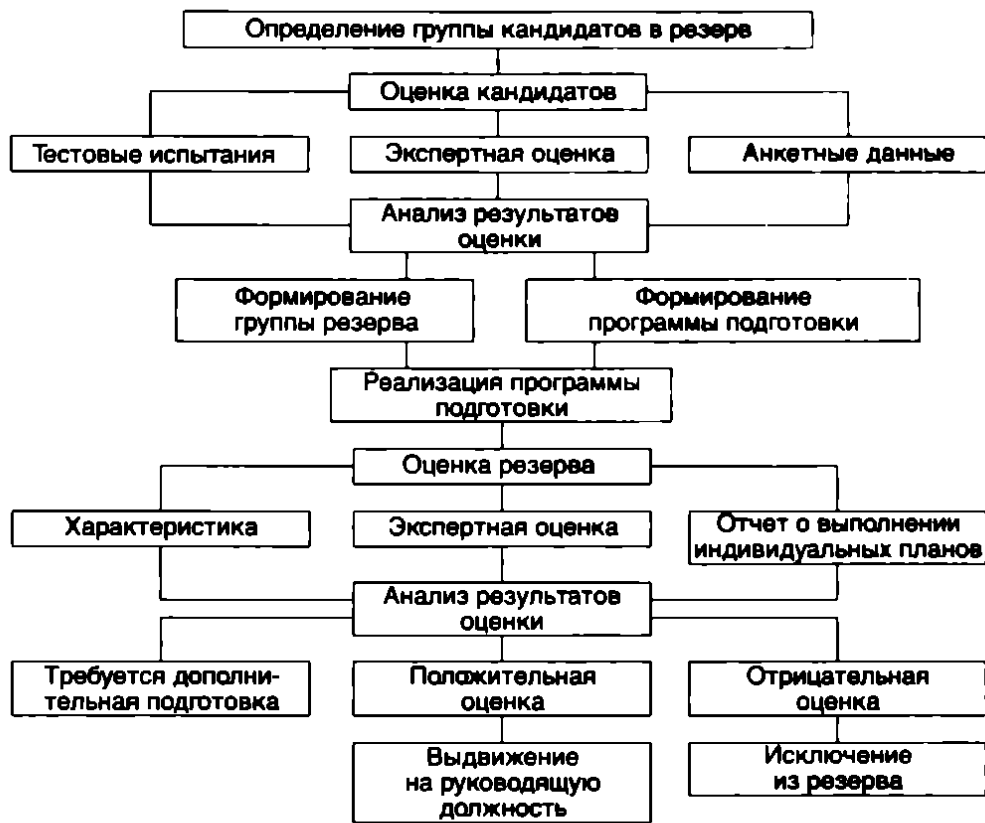 Определение группы кандидатов в резерв
Оценка кандидатов
Тестовые испытания
Экспертная оценка
Анкетные данные
Анализ результатов
оценки
Формирование
группы резерва
Формирование
программы подготовки
Реализация программы
подготовки
Оценка резерва
Характеристика
Экспертная оценка
Отчет о выполнении
индивидуальных планов
Анализ результатов
оценки
Требуется дополни-
тельная подготовка
Положительная
оценка
Отрицательная
оценка
Выдвижение
на руководящую
должность
Исключение
из резерва